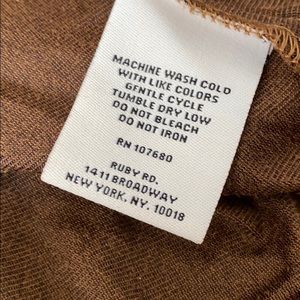 MACHINE WASH COLD
WITH LIKE COLORS
GENTLE CYCLE
TUMBLE DRY LOW
DO NOT BLEACH
DO NOT IRON
RN 107680
RUBY RD.
1411 BROADWAY
NEW YORK, NY. 10018